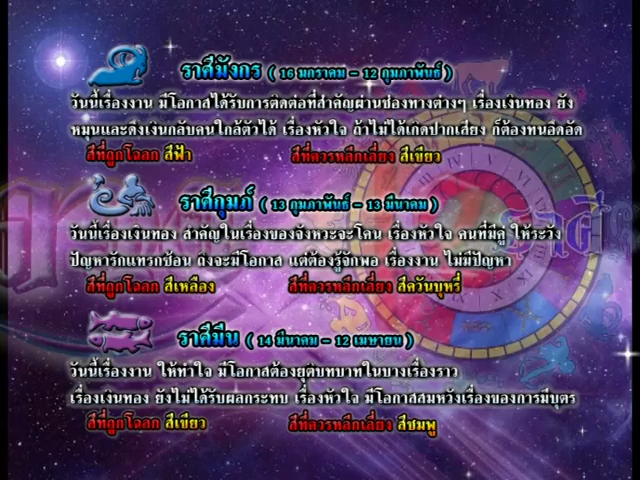 ราศีมังกร ( 16 มกราคม – 12 กุมภาพันธ์ )
วันนี้เรื่องงาน มีโอกาสได้รับการติดต่อที่สำคัญผ่านช่องทางต่างๆ เรื่องเงินทอง ยัง
หมุนและดึงเงินกลับคนใกล้ตัวได้ เรื่องหัวใจ ถ้าไม่ได้เกิดปากเสียง ก็ต้องทนอึดอัด
สีที่ถูกโฉลก สีฟ้า สีที่ควรหลีกเลี่ยง สีเขียว
ราศีกุมภ์ ( 13 กุมภาพันธ์ – 13 มีนาคม )
วันนี้เรื่องเงินทอง สำคัญในเรื่องของจังหวะจะโคน เรื่องหัวใจ คนที่มีคู่ ให้ระวัง
ปัญหารักแทรกซ้อน ถึงจะมีโอกาส แต่ต้องรู้จักพอ เรื่องงาน ไม่มีปัญหา
สีที่ถูกโฉลก สีเหลือง สีที่ควรหลีกเลี่ยง สีควันบุหรี่
ราศีมีน ( 14 มีนาคม – 12 เมษายน )
วันนี้เรื่องงาน ให้ทำใจ มีโอกาสต้องยุติบทบาทในบางเรื่องราว
เรื่องเงินทอง ยังไม่ได้รับผลกระทบ เรื่องหัวใจ มีโอกาสสมหวังเรื่องของการมีบุตร
สีที่ถูกโฉลก สีเขียว สีที่ควรหลีกเลี่ยง สีชมพู